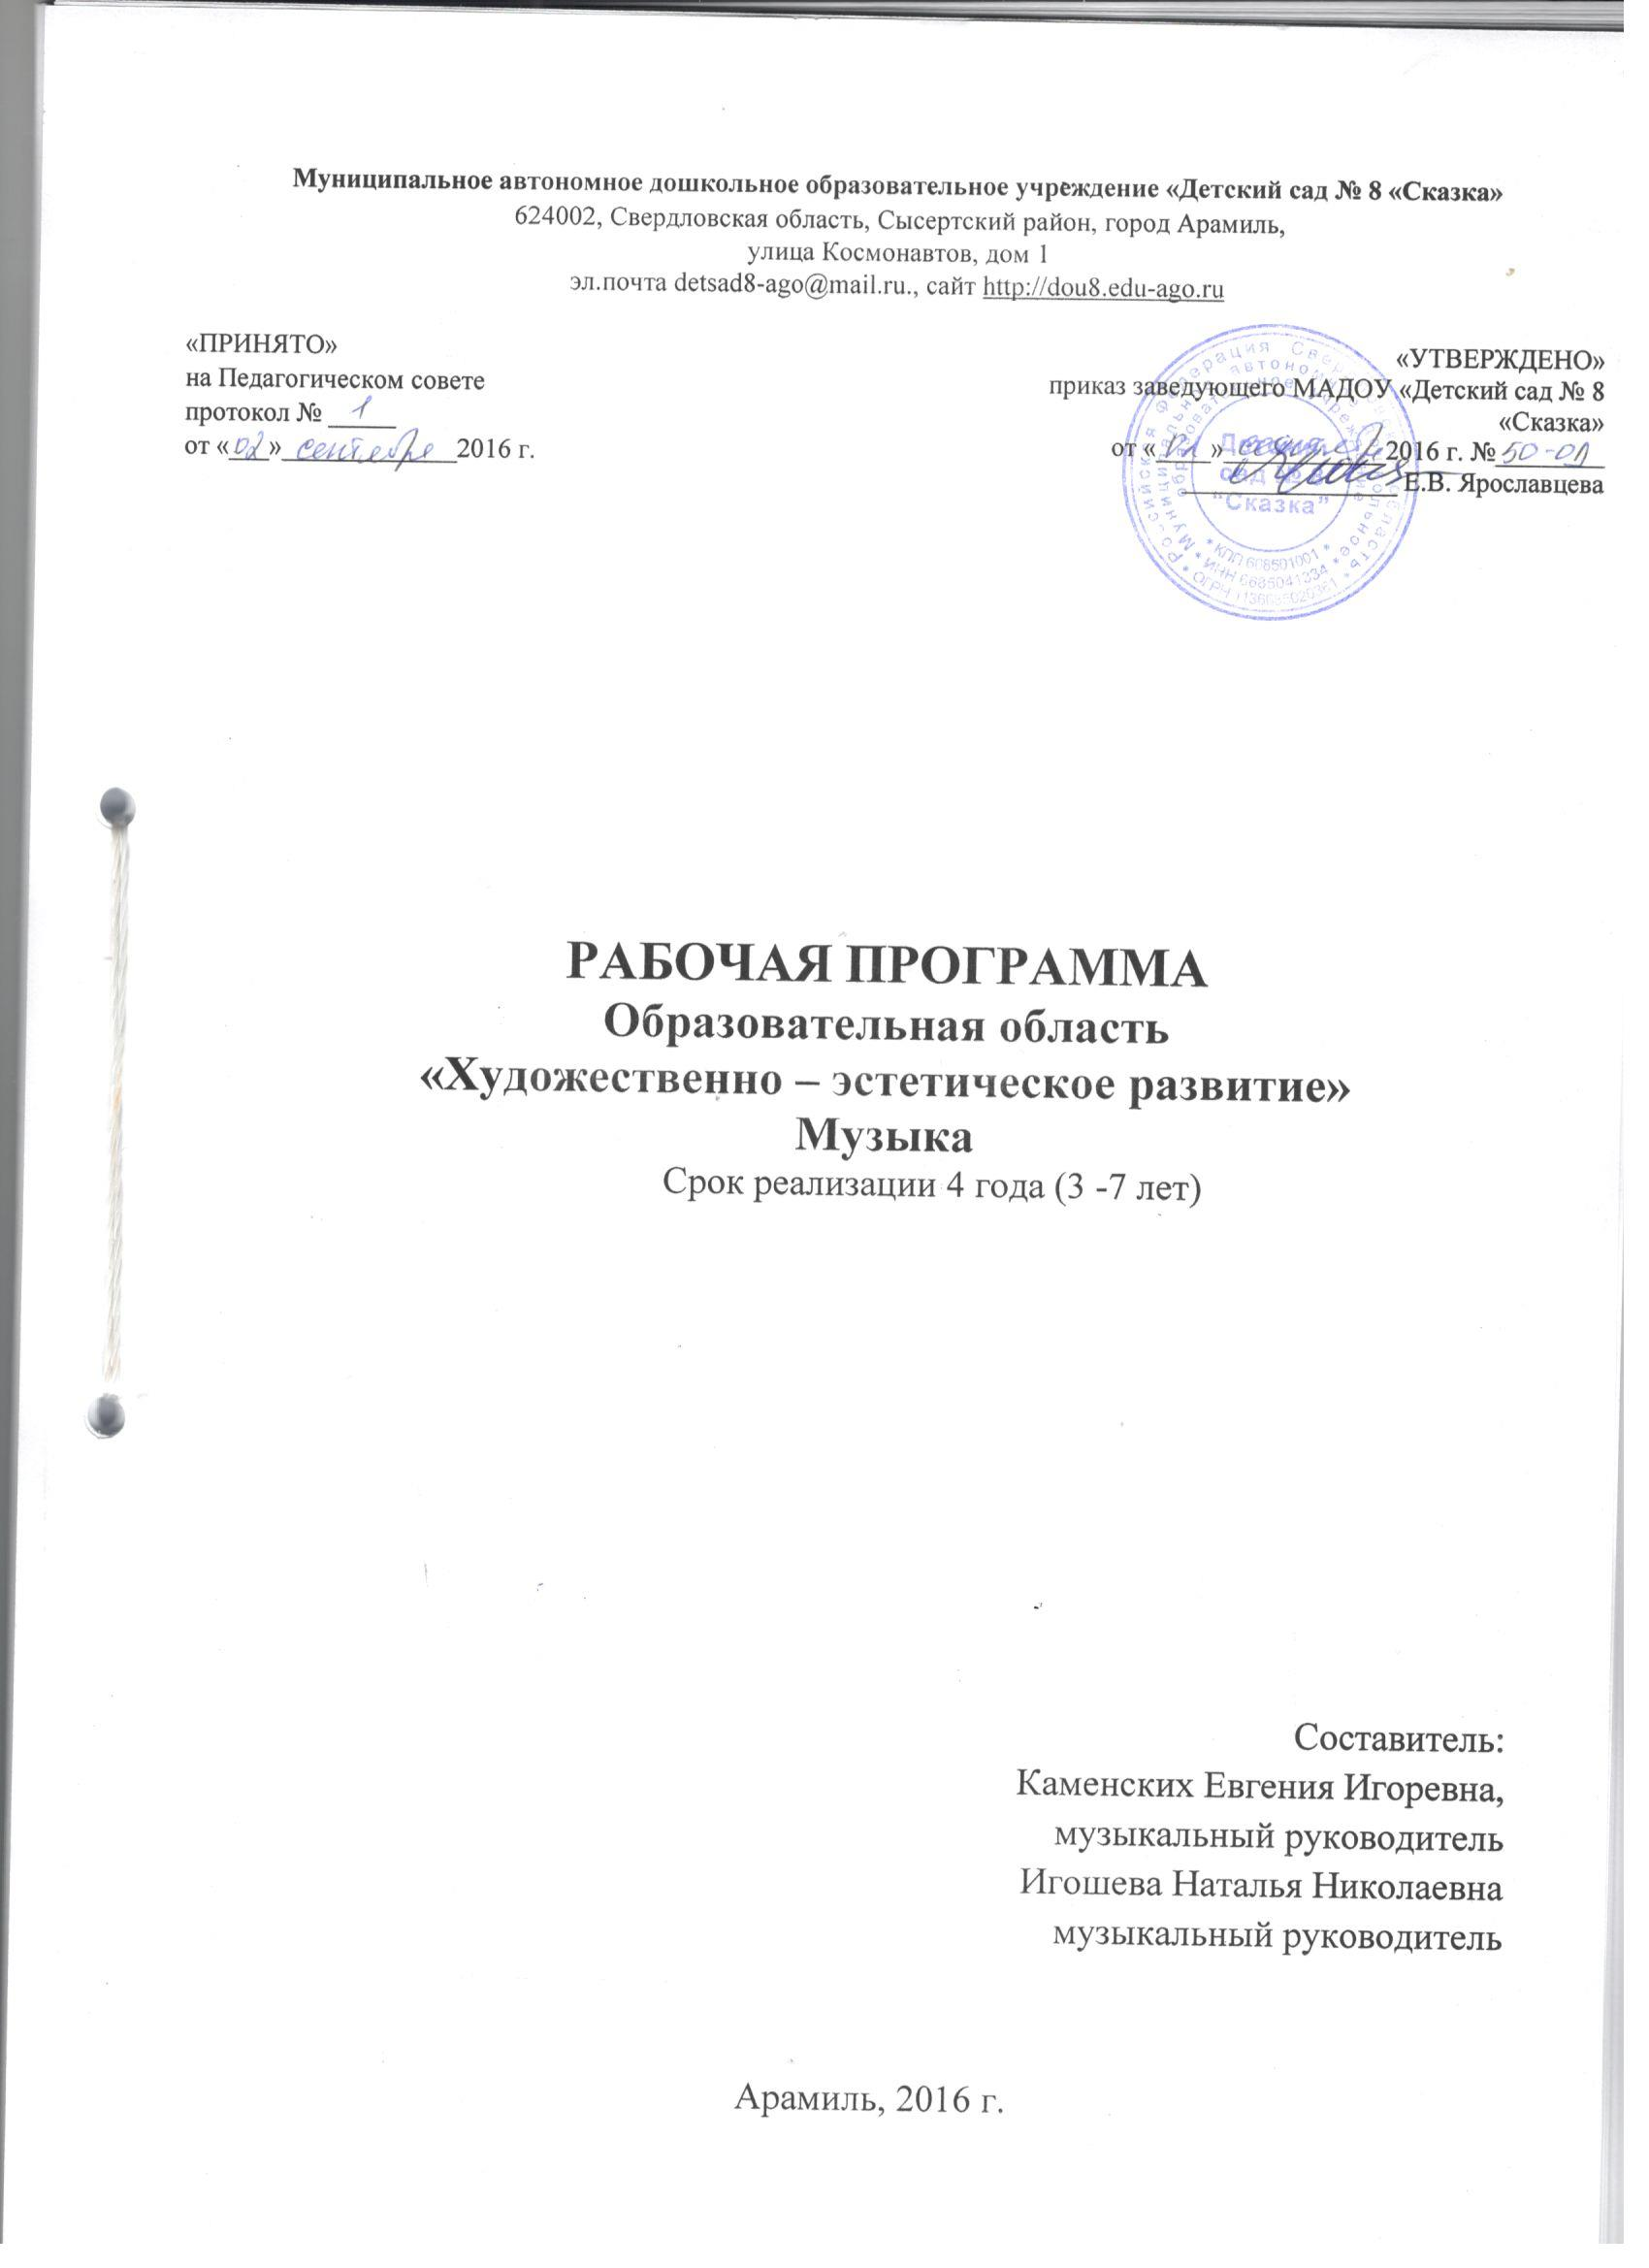 Муниципальное автономное дошкольное образовательное учреждение «Детский сад № 8 «Сказка»
624002, Свердловская область, Сысертский район, город Арамиль,
улица Космонавтов, дом 1
эл.почта detsad8-ago@mail.ru., сайт http://dou8.edu-ago.ru
«ПРИНЯТО»
на Педагогическом совете
протокол № 1
от «02» сентября 2016 г.
«УТВЕРЖДЕНО»
приказ заведующего МАДОУ «Детский сад № 8
«Сказка»
от « » 2016 г. № 50-01
Е.В. Ярославцева
Детский
сад № 8
"Сказка"
РАБОЧАЯ ПРОГРАММА
Образовательная область
«Художественно – эстетическое развитие»
Музыка
Срок реализации 4 года (3 -7 лет)
Составитель:
Каменских Евгения Игоревна,
музыкальный руководитель
Игошева Наталья Николаевна
музыкальный руководитель
Арамиль, 2016 г.